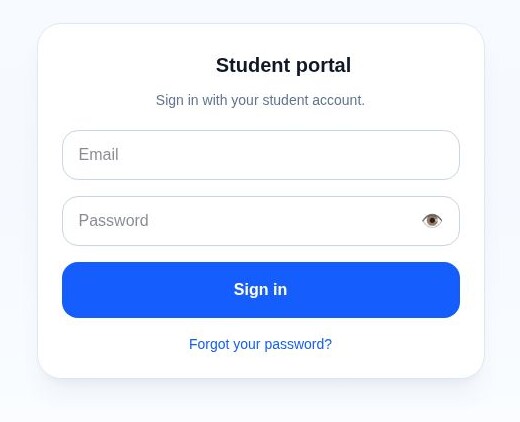 Student portal
Sign in with your student account.
Email
Password
Sign in
Forgot your password?